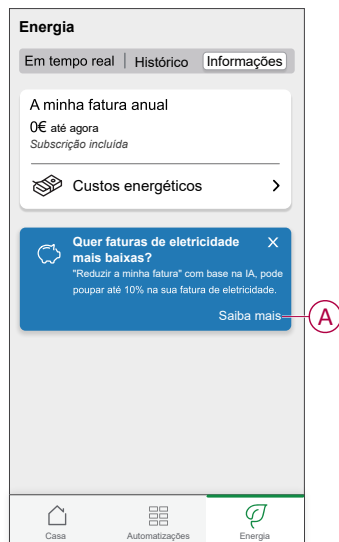 Energia
Em tempo real | Histórico Informações
A minha fatura anual
0€ até agora
Subscrição incluída
Custos energéticos
Quer faturas de eletricidade
mais baixas?
"Reduzir a minha fatura" com base na IA, pode
poupar até 10% na sua fatura de eletricidade.
Saiba mais
A
Casa Automatizações Energia